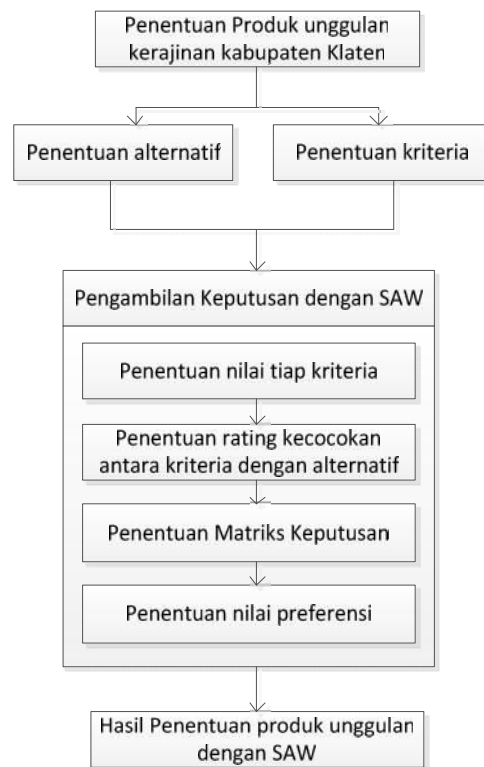 Penentuan Produk unggulan
kerajinan kabupaten Klaten
Penentuan alternatif
Penentuan kriteria
Pengambilan Keputusan dengan SAW
Penentuan nilai tiap kriteria
Penentuan rating kecocokan
antara kriteria dengan alternatif
Penentuan Matriks Keputusan
Penentuan nilai preferensi
Hasil Penentuan produk unggulan
dengan SAW